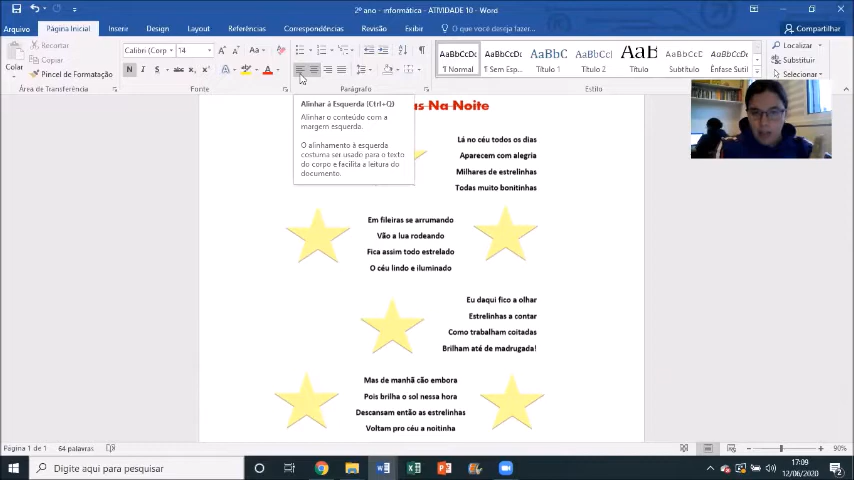 2º ano - informática - ATIVIDADE 10 - Word
Arquivo
Página Inicial
Inserir
Design
Layout
Referências
Correspondências
Revisão
Exibir
O que você deseja fazer...
Compartilhar
Colar
Recortar
Copiar
Pincel de Formatação
Área de Transferência
Calibri (Corp
14
Fonte
Parágrafo
AaBbCcDc
¶ Normal
AaBbCcDc
¶ Sem Esp...
AaBbCc
Título 1
AaBbCcC
Título 2
AaB
Título
AaBbCcC
Subtítulo
AaBbCcDc
Ênfase Sutil
Estilo
Localizar
Substituir
Selecionar
Alinhar à Esquerda (Ctrl+Q)
Alinhar o conteúdo com a
margem esquerda.
O alinhamento à esquerda
costuma ser usado para o texto
do corpo e facilita a leitura do
documento.
as Na Noite
Lá no céu todos os dias
Aparecem com alegria
Milhares de estrelinhas
Todas muito bonitinhas
Em fileiras se arrumando
Vão a lua rodeando
Fica assim todo estrelado
O céu lindo e iluminado
Eu daqui fico a olhar
Estrelinhas a contar
Como trabalham coitadas
Brilham até de madrugada!
Mas de manhã cão embora
Pois brilha o sol nessa hora
Descansam então as estrelinhas
Voltam pro céu a noitinha
Página 1 de 1
64 palavras
90%
Digite aqui para pesquisar
17:09
12/06/2020